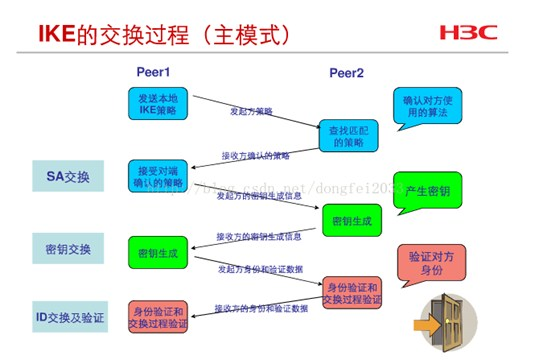 IKE的交换过程（主模式）
H3C
Peer1
Peer2
发送本地
IKE策略
发起方策略
确认对方使
用的算法
查找匹配
的策略
接收方确认的策略
SA交换
接受对端
确认的策略
http://blog.csdn.net/dongfei2033
发起方的密钥生成信息
产生密钥
密钥生成
接收方的密钥生成信息
密钥交换
密钥生成
发起方身份和验证数据
验证对方
身份
身份验证和
交换过程验证
ID交换及验证
身份验证和
交换过程验证
接收方的身份和验证数据